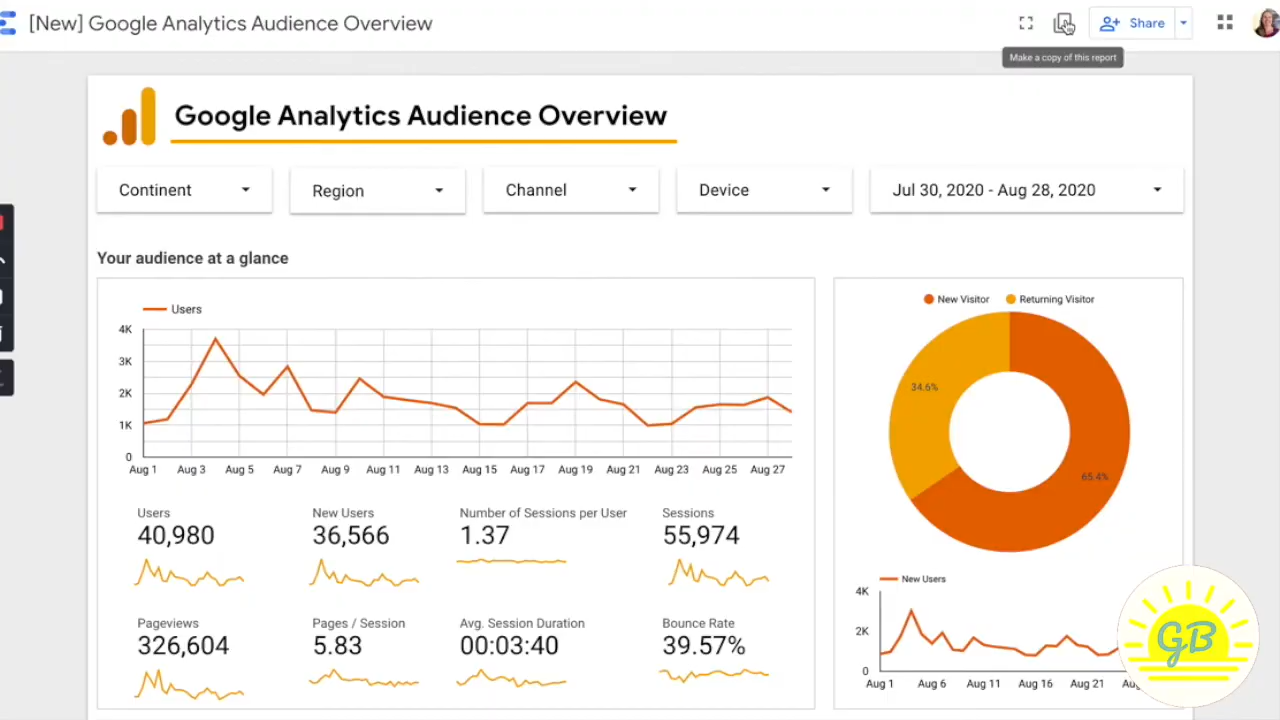 [New] Google Analytics Audience Overview
Share
Make a copy of this report
Google Analytics Audience Overview
Continent
Region
Channel
Device
Jul 30, 2020 - Aug 28, 2020
Your audience at a glance
Users
4K
3K
2K
1K
0
Aug 1 Aug 3 Aug 5 Aug 7 Aug 9 Aug 11 Aug 13 Aug 15 Aug 17 Aug 19 Aug 21 Aug 23 Aug 25 Aug 27
New Visitor Returning Visitor
34.6%
65.4%
Users New Users Number of Sessions per User Sessions
40,980 36,566 1.37 55,974
Pageviews Pages / Session Avg. Session Duration Bounce Rate
326,604 5.83 00:03:40 39.57%
New Users
4K
2K
0
Aug 1 Aug 6 Aug 11 Aug 16 Aug 21
GB